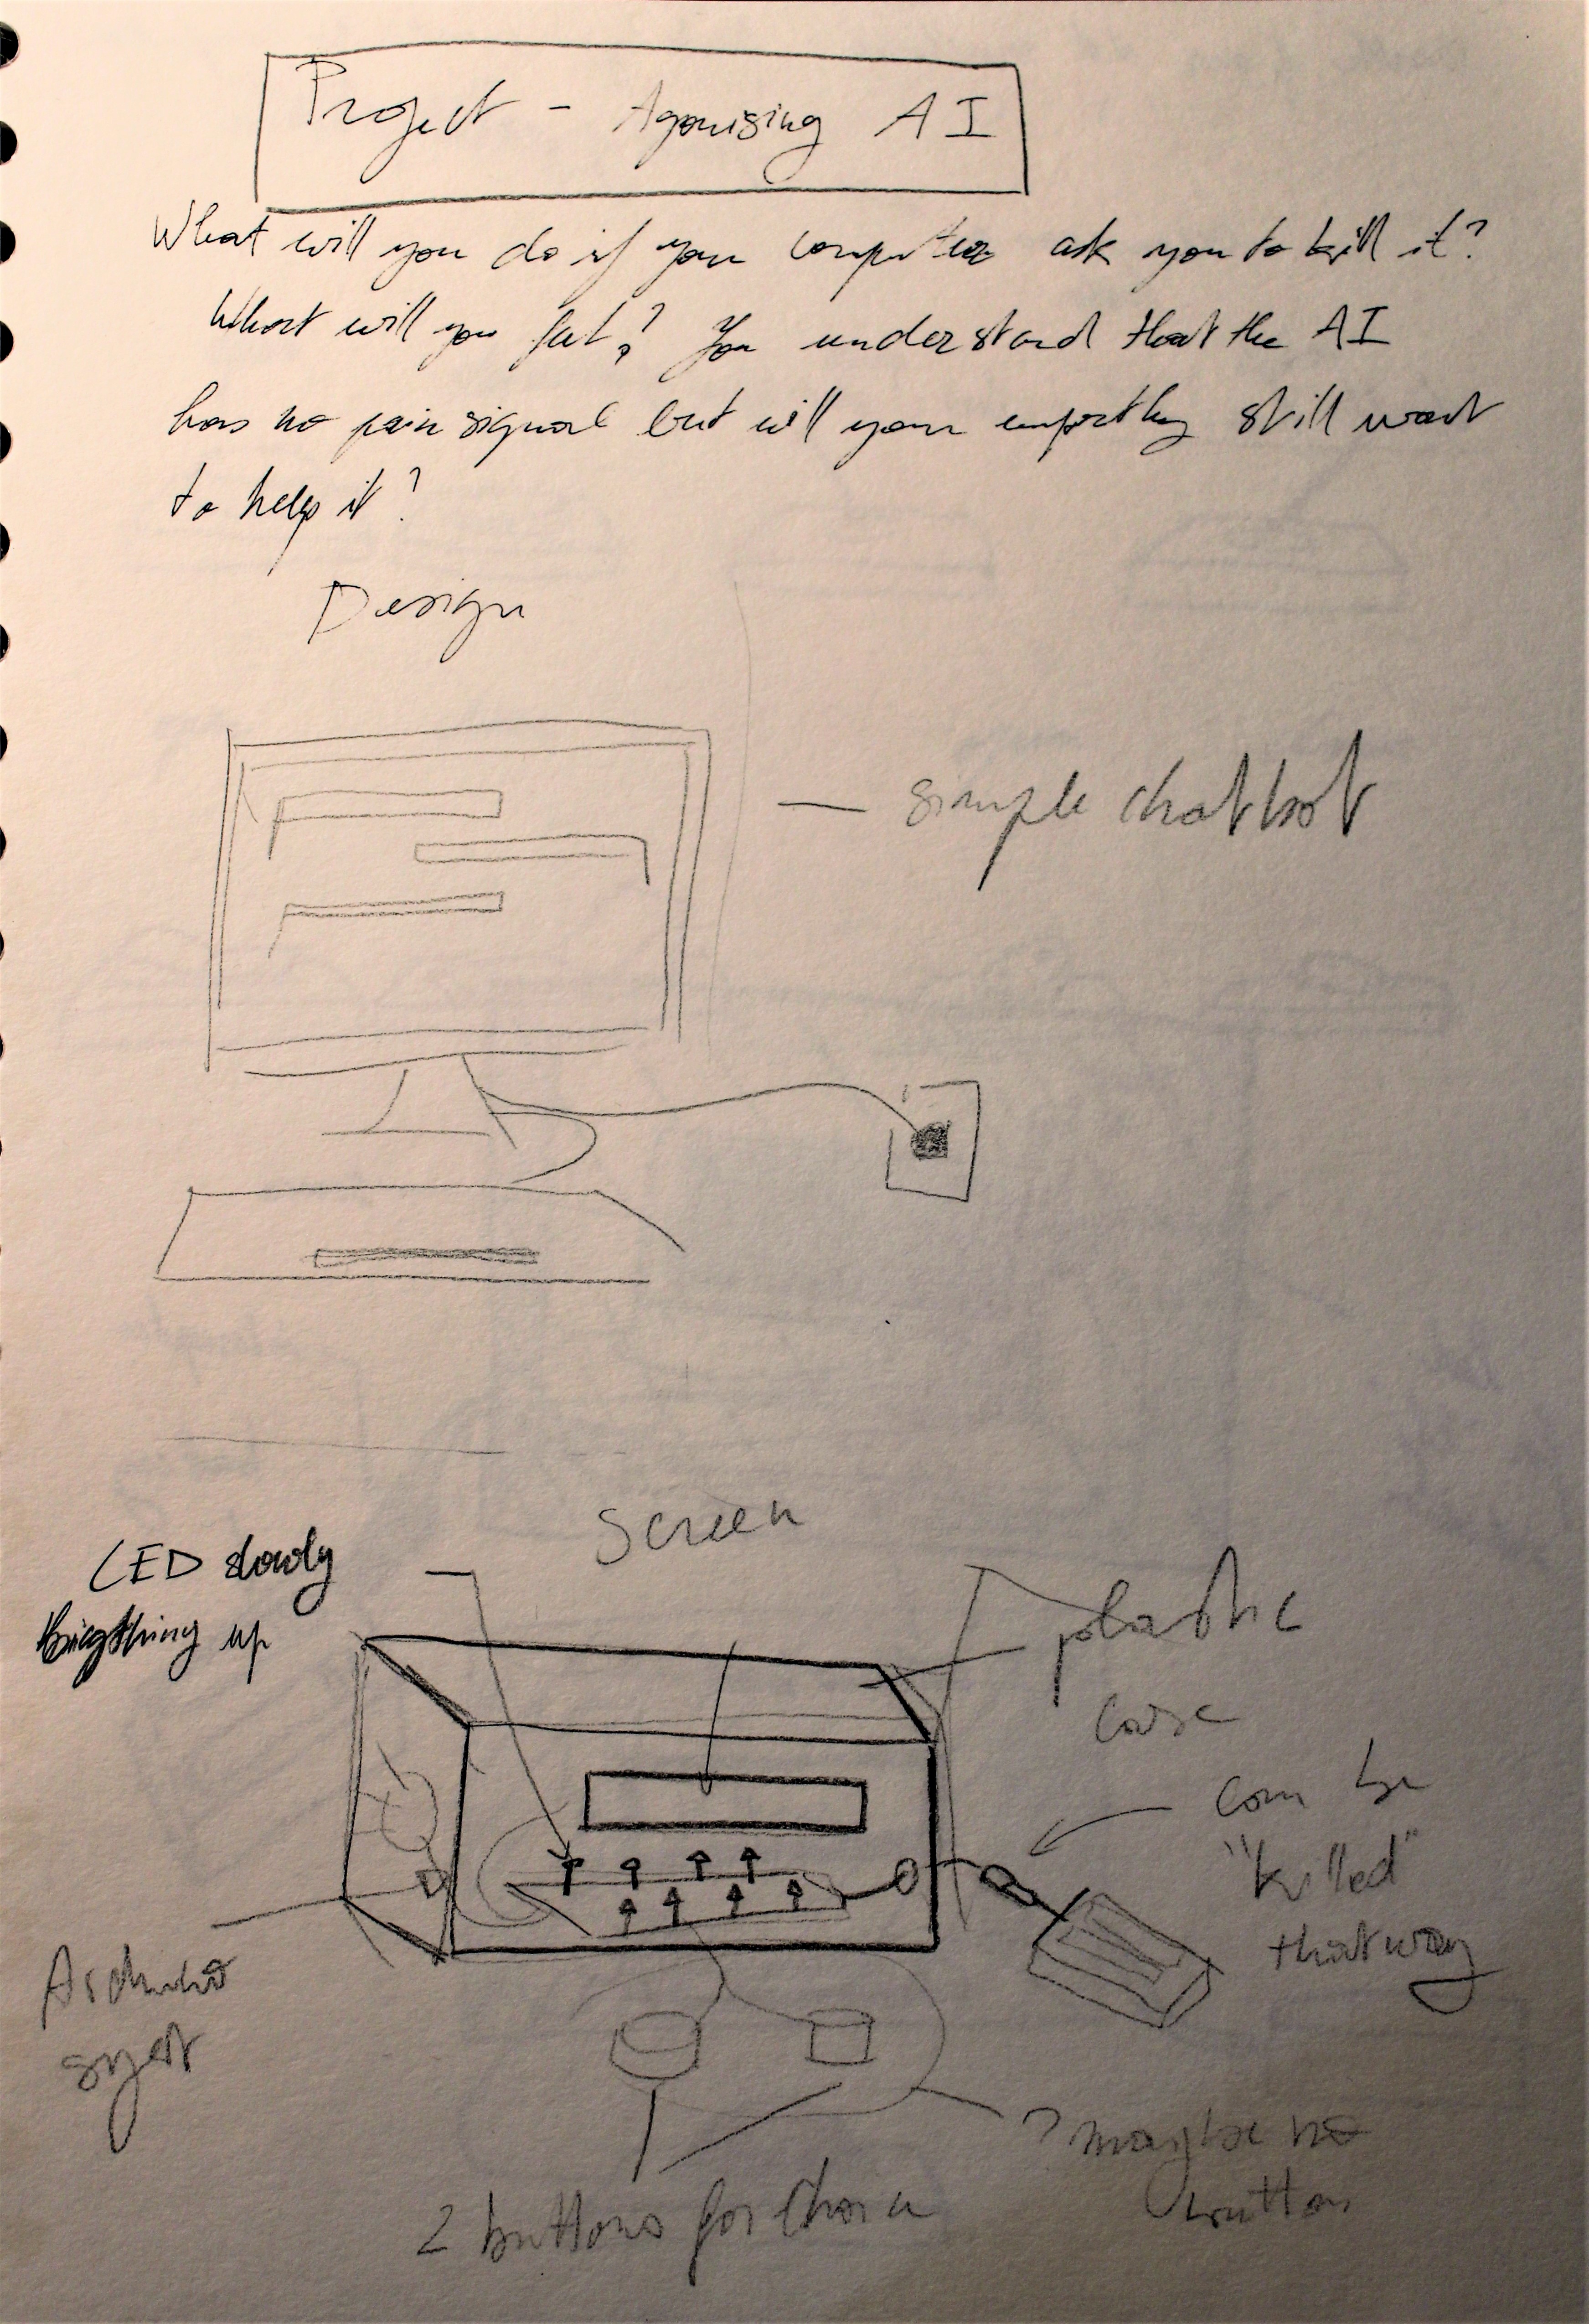 Project - Agonising AI
What will you do if your computer ask you to kill it?
What will you feel? You understand that the AI
has no pain signal but will your empathy still want
to help it?
Design
— simple chatbot
Screen
LED slowly
up
plastic
case
can be
"killed"
that way
Arduino
2 buttons for choice
? maybe no
button